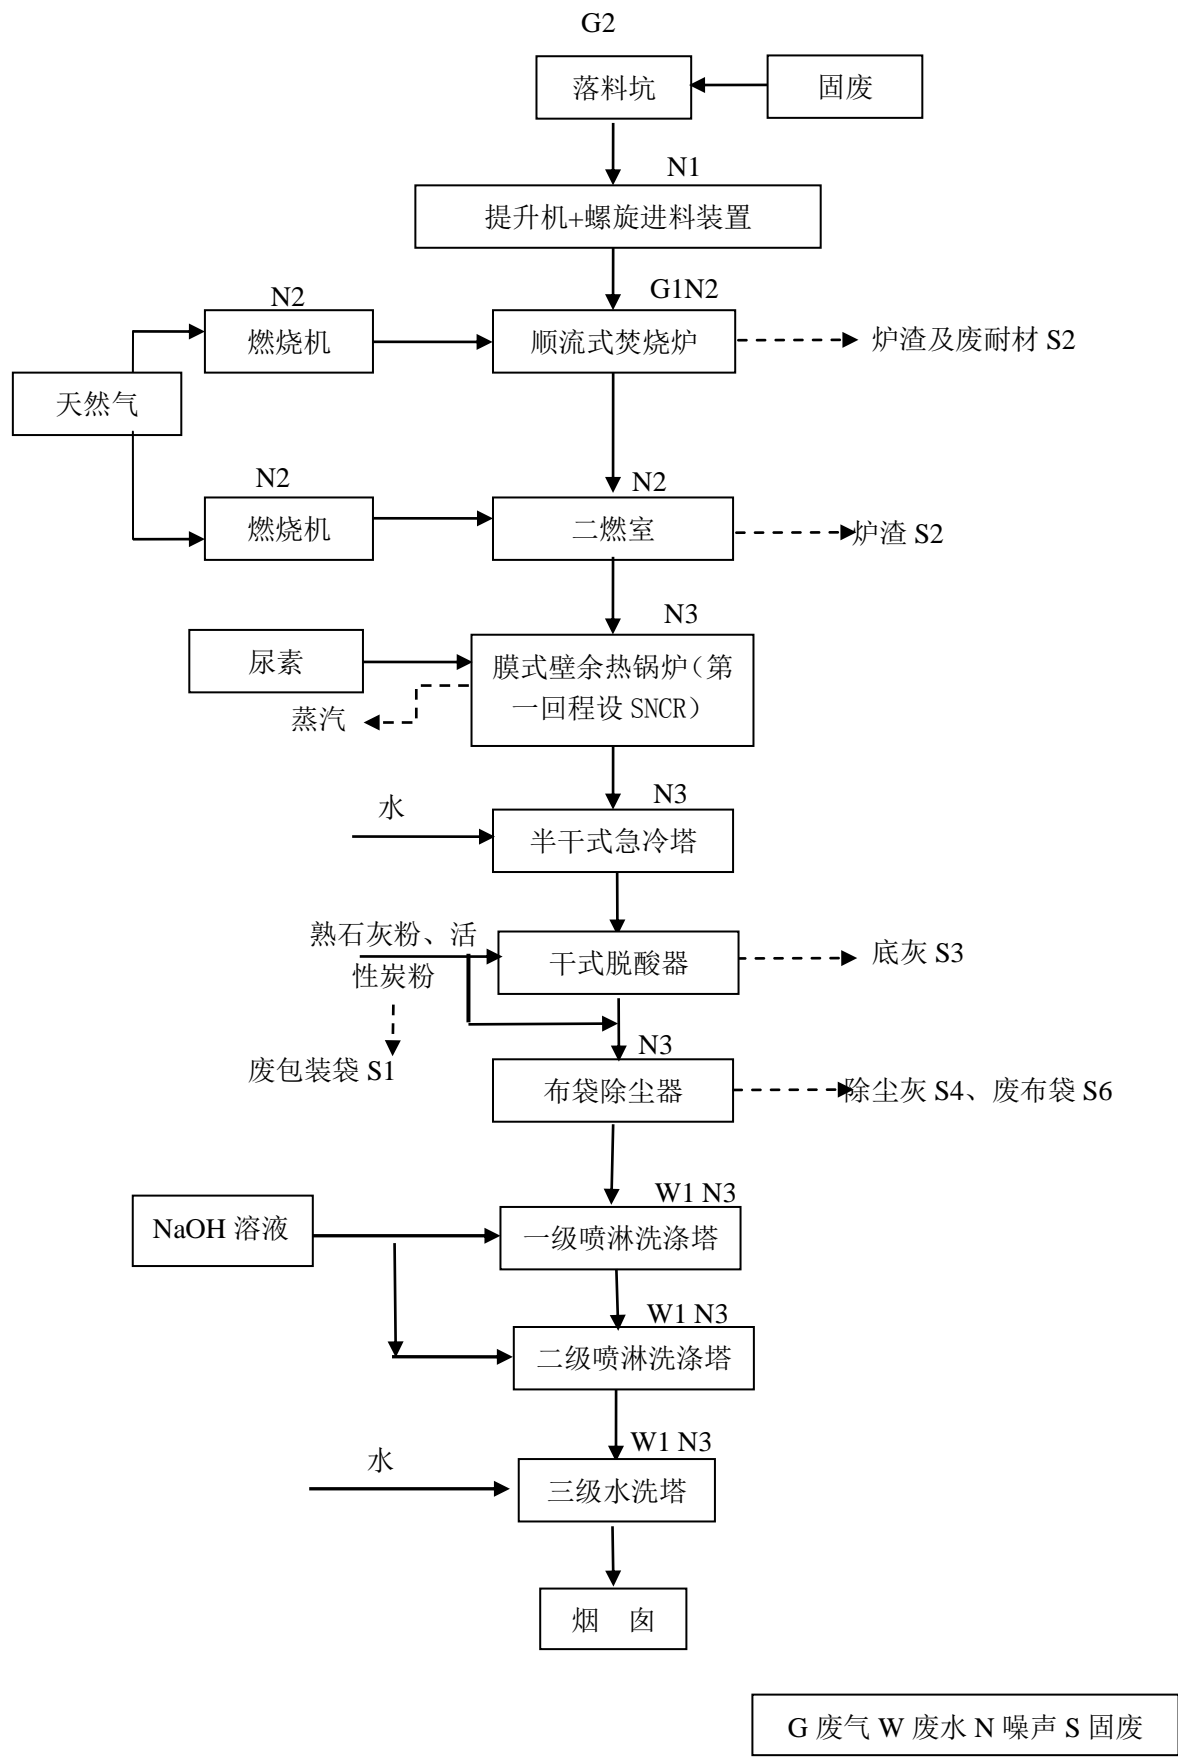 G2
落料坑
固废
N1
提升机+螺旋进料装置
G1N2
N2
燃烧机
顺流式焚烧炉
炉渣及废耐材 S2
天然气
N2
N2
燃烧机
二燃室
炉渣 S2
N3
尿素
膜式壁余热锅炉（第
一回程设 SNCR）
蒸汽
N3
水
半干式急冷塔
熟石灰粉、活
性炭粉
干式脱酸器
底灰 S3
N3
废包装袋 S1
布袋除尘器
除尘灰 S4、废布袋 S6
W1 N3
NaOH 溶液
一级喷淋洗涤塔
W1 N3
二级喷淋洗涤塔
W1 N3
水
三级水洗塔
烟 囱
G 废气 W 废水 N 噪声 S 固废